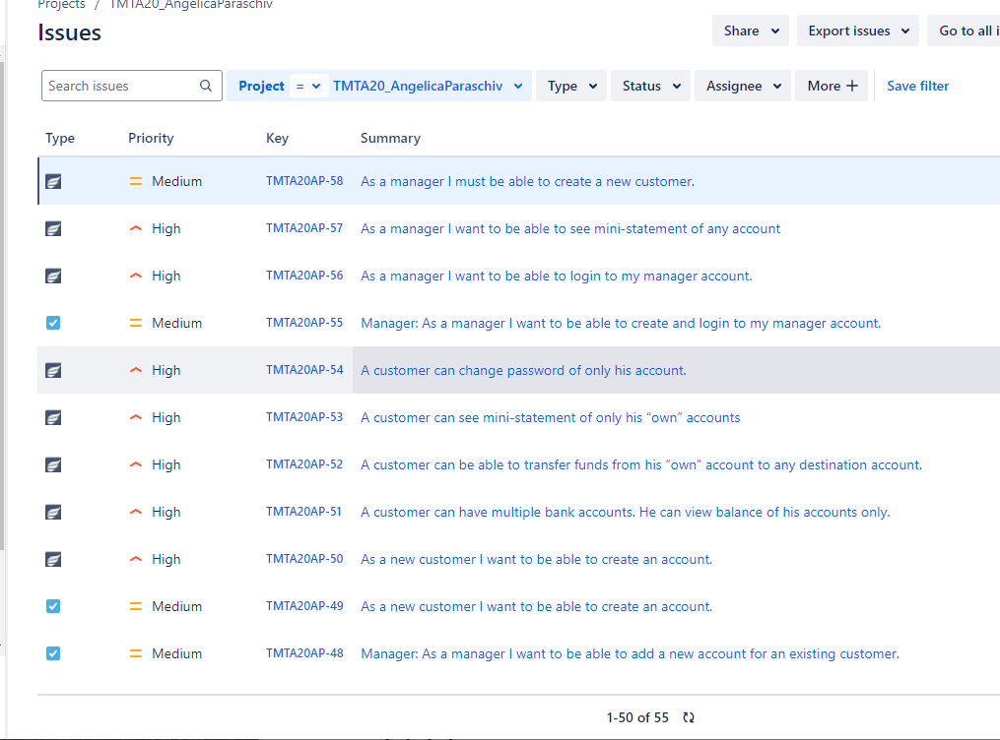 Projects / TMTA20_AngelicaParaschiv
Issues
Share Export issues Go to all i
Search issues Project = TMTA20_AngelicaParaschiv Type Status Assignee More + Save filter
Type Priority Key Summary
Medium TMTA20AP-58 As a manager I must be able to create a new customer.
High TMTA20AP-57 As a manager I want to be able to see mini-statement of any account
High TMTA20AP-56 As a manager I want to be able to login to my manager account.
Medium TMTA20AP-55 Manager: As a manager I want to be able to create and login to my manager account.
High TMTA20AP-54 A customer can change password of only his account.
High TMTA20AP-53 A customer can see mini-statement of only his “own” accounts
High TMTA20AP-52 A customer can be able to transfer funds from his “own” account to any destination account.
High TMTA20AP-51 A customer can have multiple bank accounts. He can view balance of his accounts only.
High TMTA20AP-50 As a new customer I want to be able to create an account.
Medium TMTA20AP-49 As a new customer I want to be able to create an account.
Medium TMTA20AP-48 Manager: As a manager I want to be able to add a new account for an existing customer.
1-50 of 55